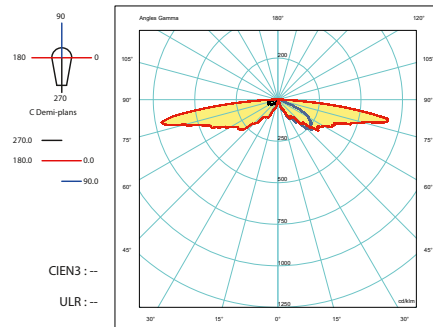 90
180 0
270
C Demi-plans
270.0
180.0 0.0
90.0
CIEN3 : --
ULR : --
Angles Gamma 180° 120°
105° 105°
90° 90°
75° 75°
60° 60°
45° 45°
30° 15° 0° 15° 30°
200
250
500
750
1000
1250
cd/klm